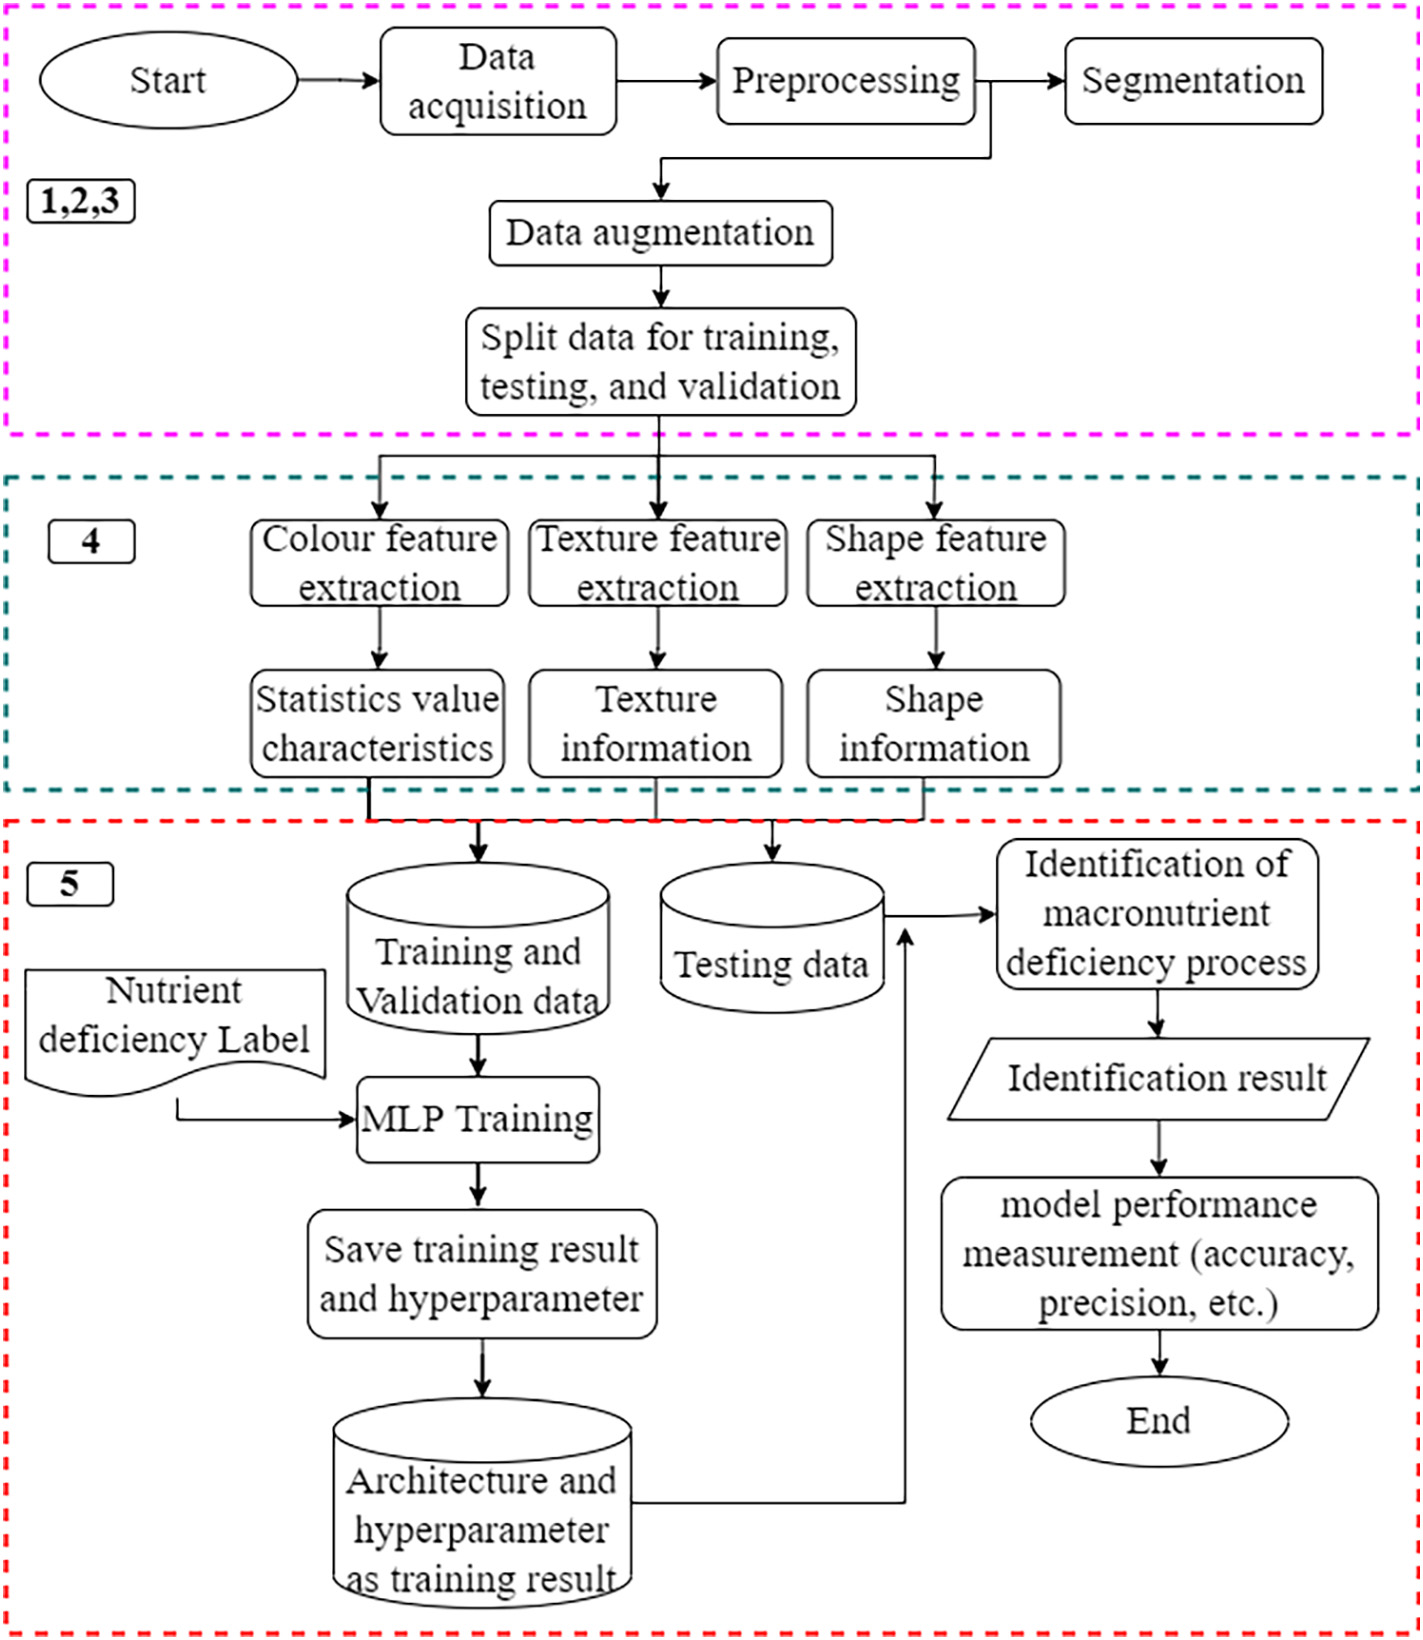 Start
Data
acquisition
Preprocessing
Segmentation
1,2,3
Data augmentation
Split data for training,
testing, and validation
4
Colour feature
extraction
Texture feature
extraction
Shape feature
extraction
Statistics value
characteristics
Texture
information
Shape
information
5
Training and
Validation data
Testing data
Identification of
macronutrient
deficiency process
Nutrient
deficiency Label
Identification result
MLP Training
model performance
measurement (accuracy,
precision, etc.)
Save training result
and hyperparameter
End
Architecture and
hyperparameter
as training result